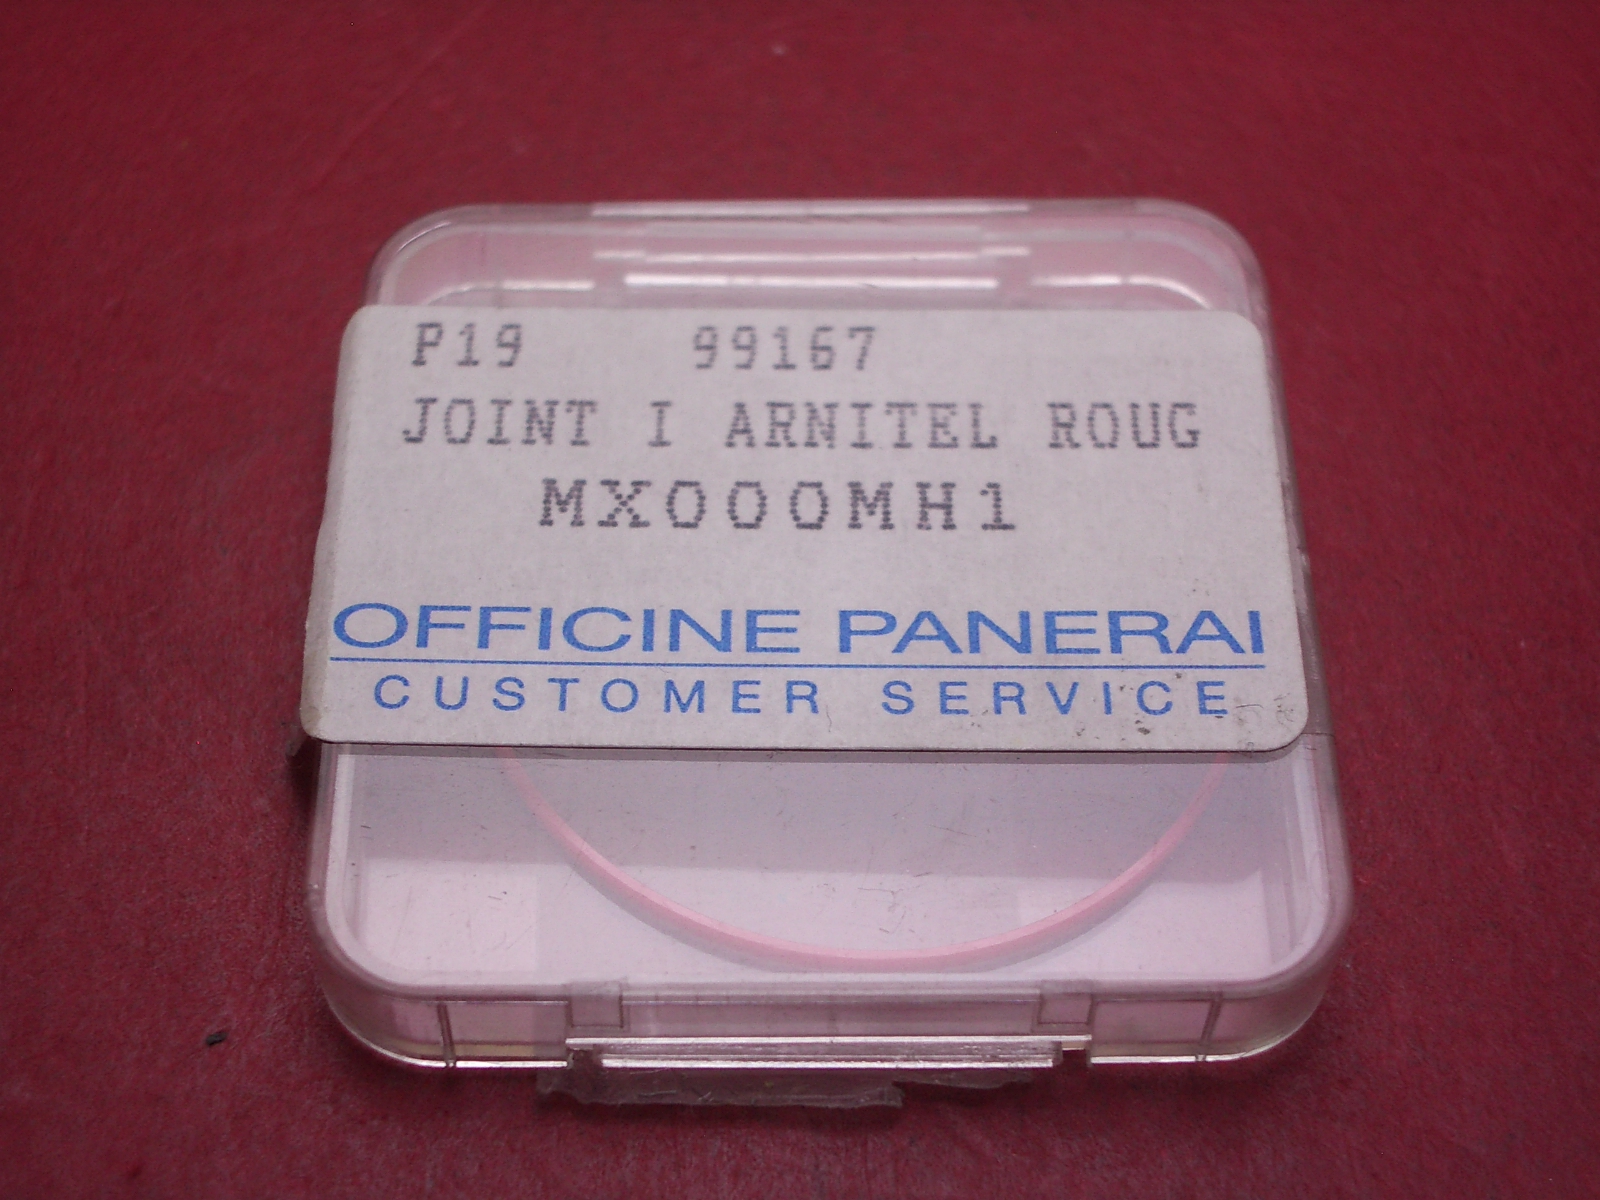 P19 99167
JOINT I ARNITEL ROUG
MX000MH1
OFFICINE PANERAI
CUSTOMER SERVICE